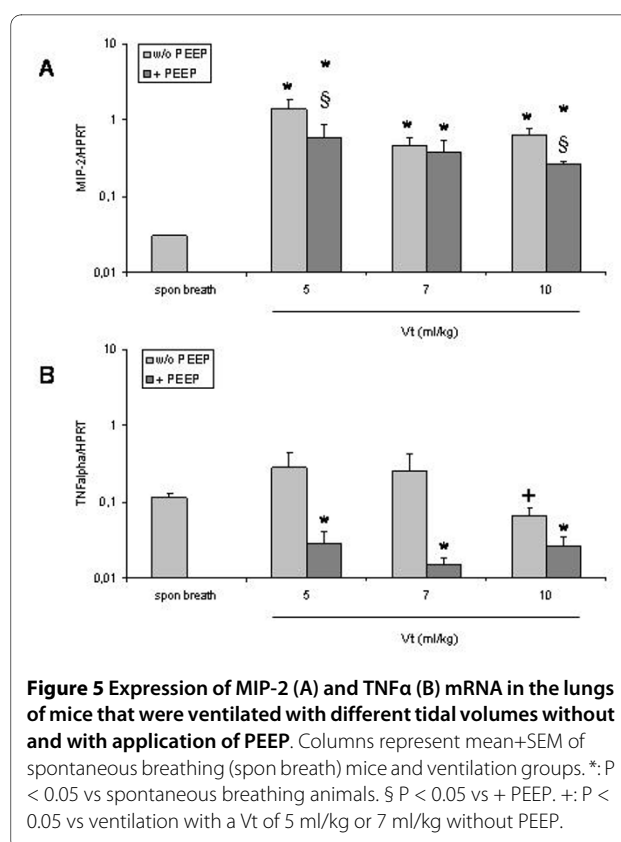 A
w/o PEEP
+ PEEP
MIP-2/HPRT
10
1
0,1
0,01
* * § * * * * §
spon breath
5
7
10
Vt (ml/kg)
B
w/o PEEP
+ PEEP
TNFalpha/HPRT
10
1
0,1
0,01
* * + *
spon breath
5
7
10
Vt (ml/kg)
Figure 5 Expression of MIP-2 (A) and TNFα (B) mRNA in the lungs
of mice that were ventilated with different tidal volumes without
and with application of PEEP. Columns represent mean+SEM of
spontaneous breathing (spon breath) mice and ventilation groups. *: P
< 0.05 vs spontaneous breathing animals. § P < 0.05 vs + PEEP. +: P <
0.05 vs ventilation with a Vt of 5 ml/kg or 7 ml/kg without PEEP.